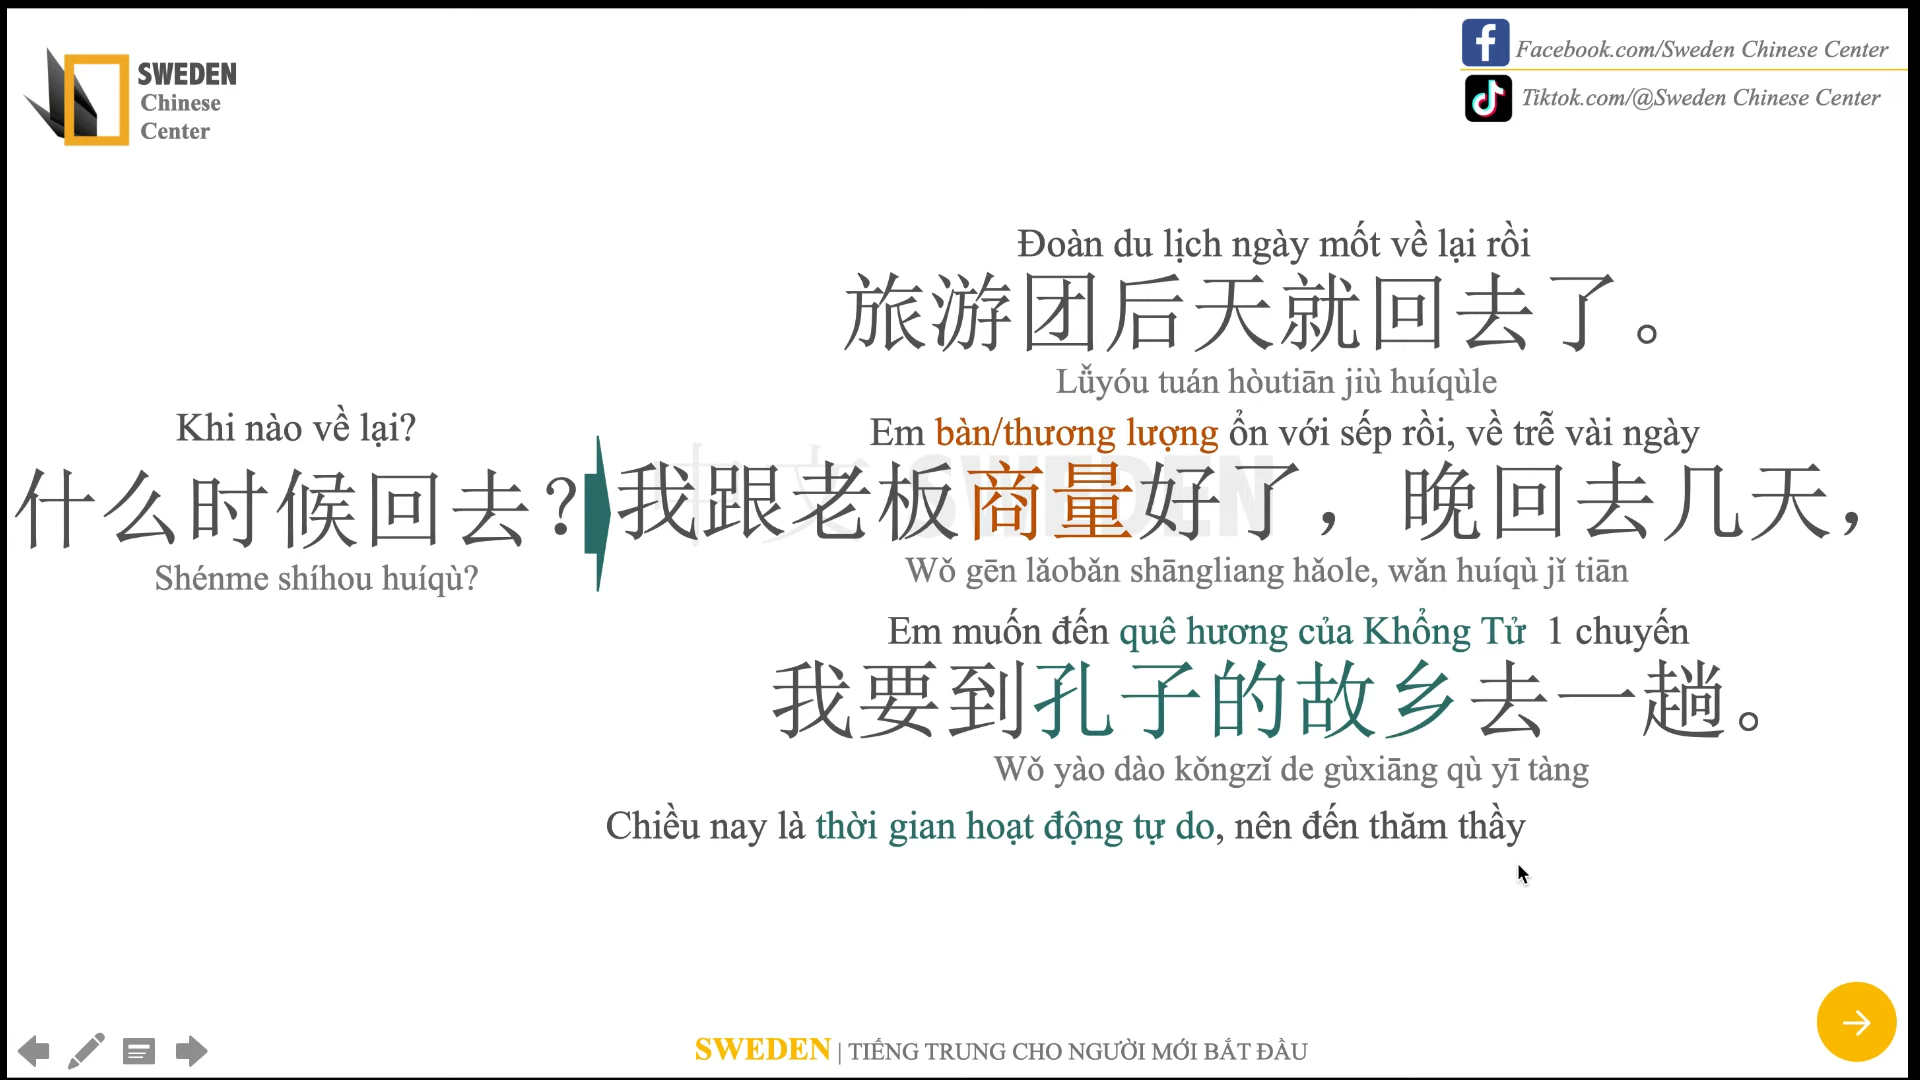 SWEDEN
Chinese
Center
Facebook.com/Sweden Chinese Center
Tiktok.com/@Sweden Chinese Center
Khi nào về lại?
什么时候回去？
Shénme shíhou huíqù?
Đoàn du lịch ngày mốt về lại rồi
旅游团后天就回去了。
Lǚyóu tuán hòutiān jiù huíqùle
Em bàn/thương lượng ổn với sếp rồi, về trễ vài ngày
我跟老板商量好了，晚回去几天，
Wǒ gēn lǎobǎn shāngliang hǎole, wǎn huíqù jǐ tiān
Em muốn đến quê hương của Khổng Tử 1 chuyến
我要到孔子的故乡去一趟。
Wǒ yào dào kǒngzǐ de gùxiāng qù yī tàng
Chiều nay là thời gian hoạt động tự do, nên đến thăm thầy
中文 SWEDEN
SWEDEN | TIẾNG TRUNG CHO NGƯỜI MỚI BẮT ĐẦU